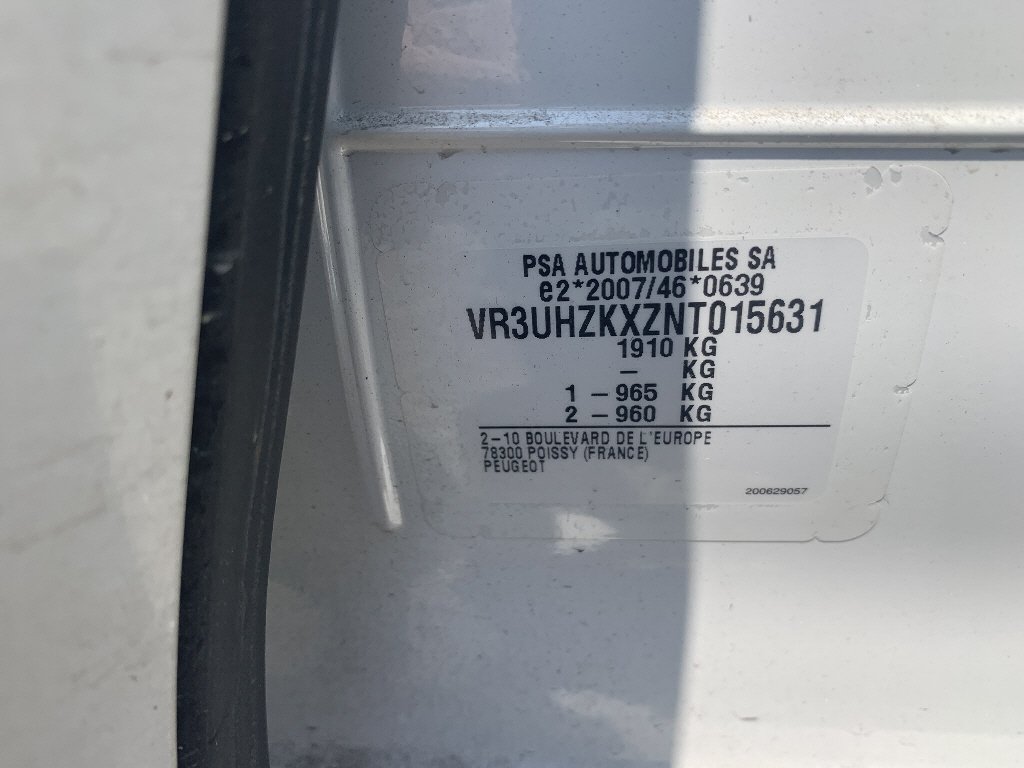 PSA AUTOMOBILES SA
e2*2007/46*0639
VR3UHZKXZNT015631
1910 KG
– KG
1 – 965 KG
2 – 960 KG
2–10 BOULEVARD DE L'EUROPE
78300 POISSY (FRANCE)
PEUGEOT
200629057